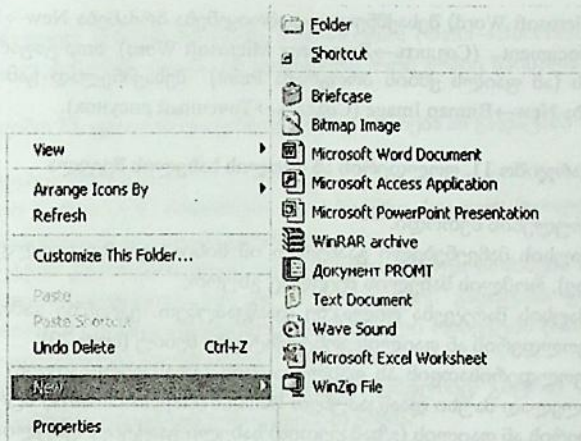 View
Arrange Icons By
Refresh
Customize This Folder...
Paste
Paste Shortcut
Undo Delete Ctrl+Z
New
Properties
Folder
Shortcut
Briefcase
Bitmap Image
Microsoft Word Document
Microsoft Access Application
Microsoft PowerPoint Presentation
WinRAR archive
Документ PROMT
Text Document
Wave Sound
Microsoft Excel Worksheet
WinZip File